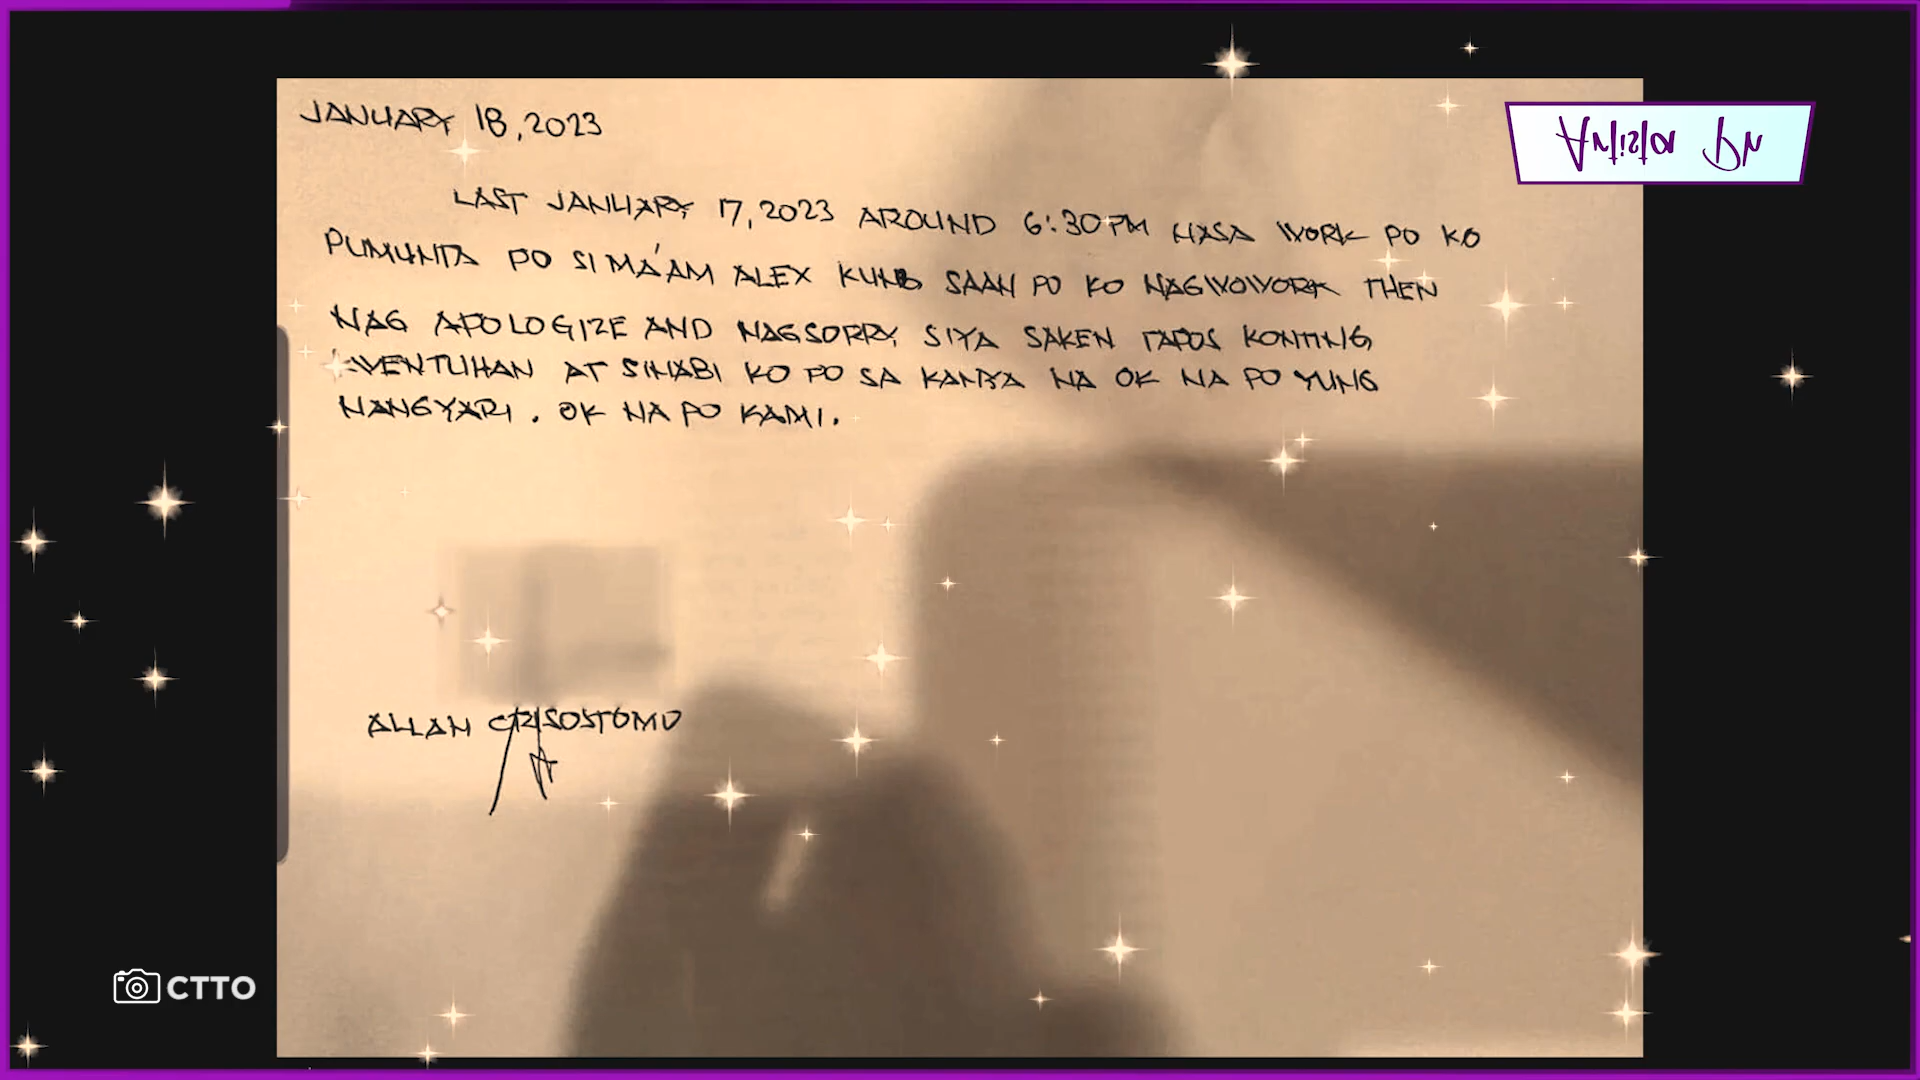 JANUARY 18, 2023
LAST JANUARY 17, 2023 AROUND 6:30PM NASA WORK PO KO
PUMUNTA PO SI MA'AM ALEX KUNG SAAN PO KO NAGWOWORK THEN
NAG APOLOGIZE AND NAGSORRY SIYA SAKEN TAPOS KONTING
KWENTUHAN AT SINABI KO PO SA KANYA NA OK NA PO YUNG
NANGYARI. OK NA PO KAMI.
ALLAN CRISOSTOMO
CTTO